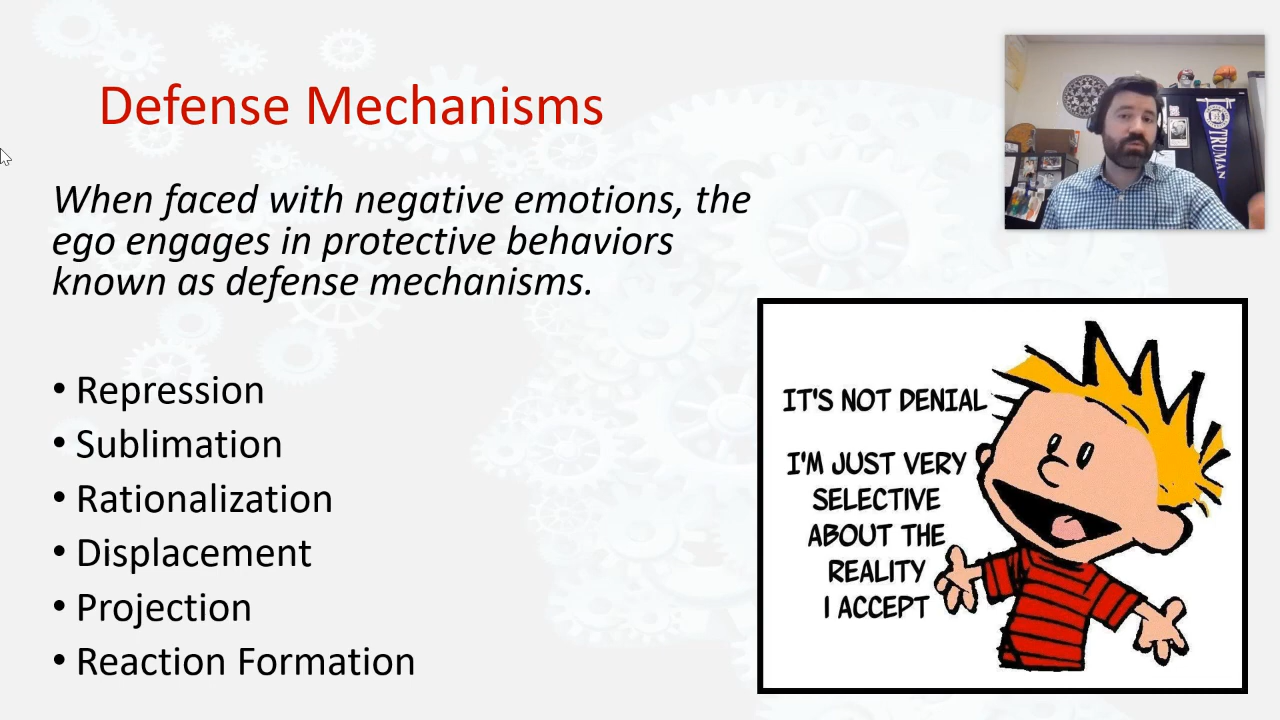 Defense Mechanisms
When faced with negative emotions, the
ego engages in protective behaviors
known as defense mechanisms.
• Repression
• Sublimation
• Rationalization
• Displacement
• Projection
• Reaction Formation
TRUMAN
IT'S NOT DENIAL
I'M JUST VERY
SELECTIVE
ABOUT THE
REALITY
I ACCEPT